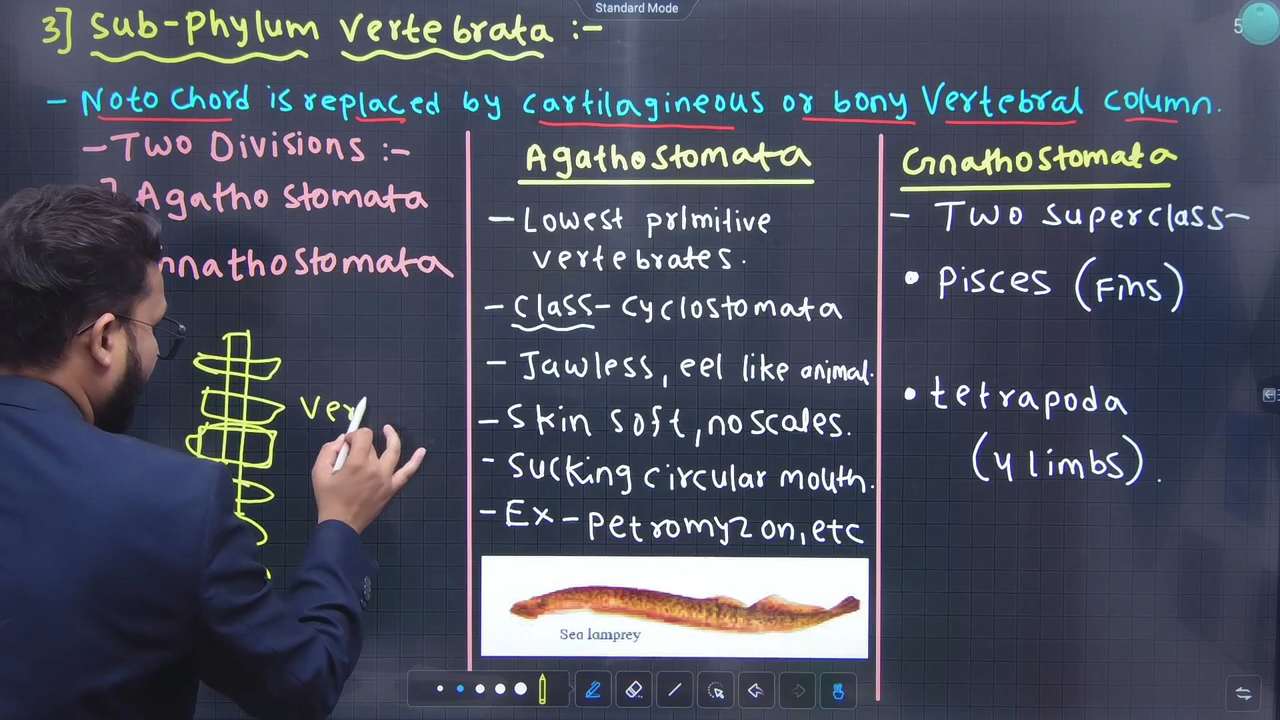 Standard Mode
5
3] Sub-Phylum Vertebrata :-
- Noto Chord is replaced by cartilagineous or bony Vertebral column.
- Two Divisions :-
] Agatho stomata
nnathostomata
Ver
Agathostomata
- Lowest primitive
vertebrates.
- Class - cyclostomata
- Jawless, eel like animal.
- Skin soft, no scales.
- Sucking circular mouth.
- Ex - Petromyzon, etc
Sea lamprey
Gnathostomata
- Two superclass -
• Pisces (Fins)
• tetrapoda
(4 limbs).